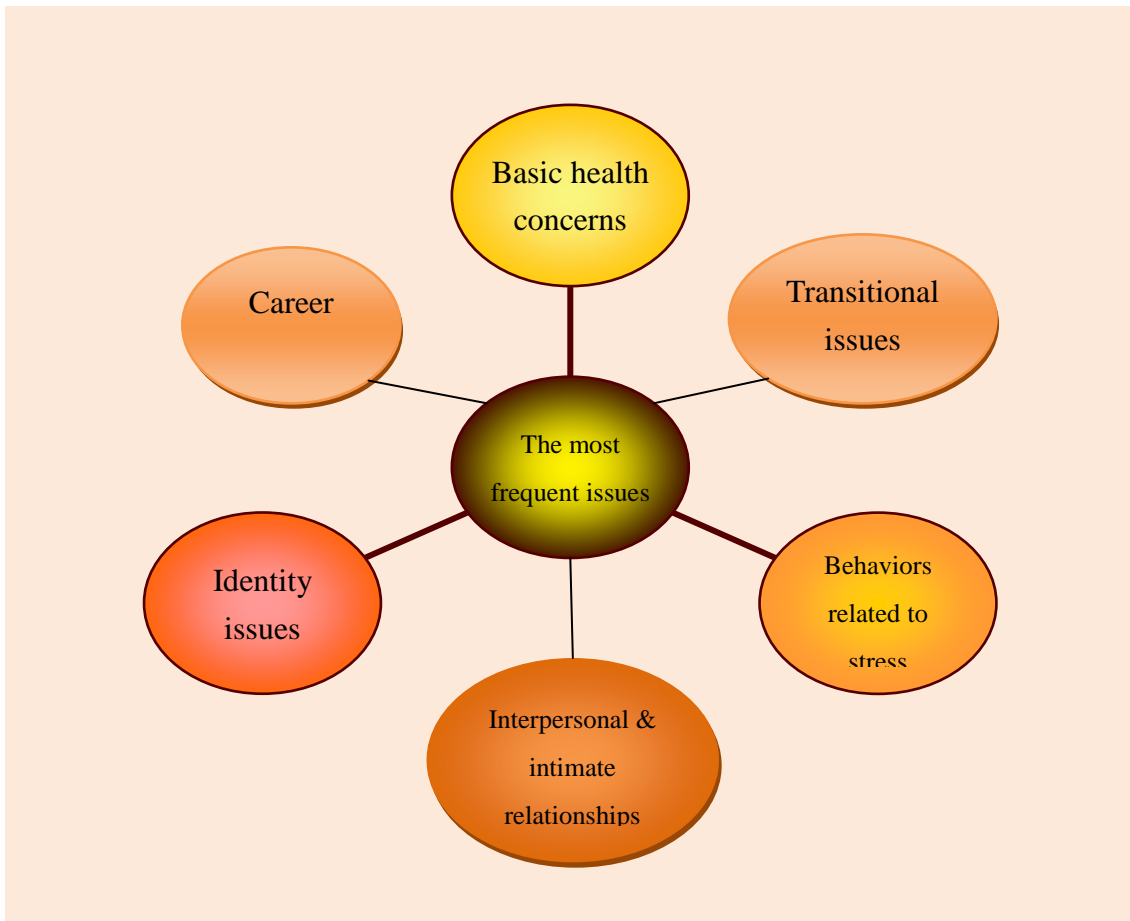 Basic health
concerns
Career
Transitional
issues
The most
frequent issues
Identity
issues
Behaviors
related to
stress
Interpersonal &
intimate
relationships